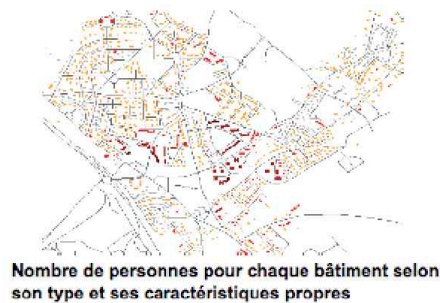 Nombre de personnes pour chaque bâtiment selon
son type et ses caractéristiques propres